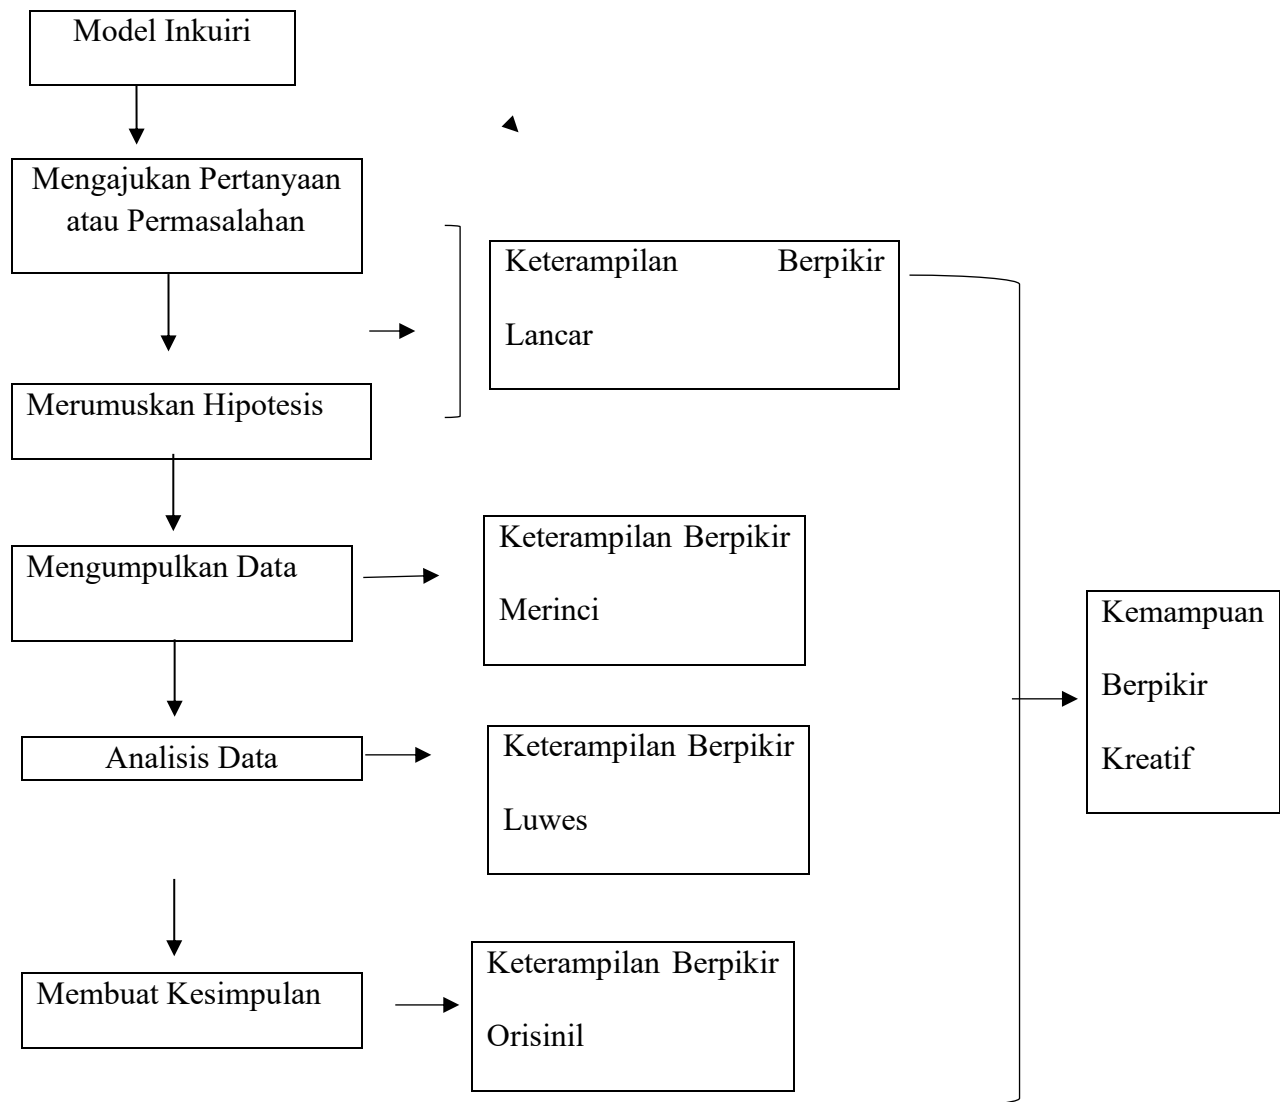 Model Inkuiri
Mengajukan Pertanyaan
atau Permasalahan
Keterampilan Berpikir
Lancar
Merumuskan Hipotesis
Mengumpulkan Data
Keterampilan Berpikir
Merinci
Kemampuan
Berpikir
Kreatif
Analisis Data
Keterampilan Berpikir
Luwes
Membuat Kesimpulan
Keterampilan Berpikir
Orisinil